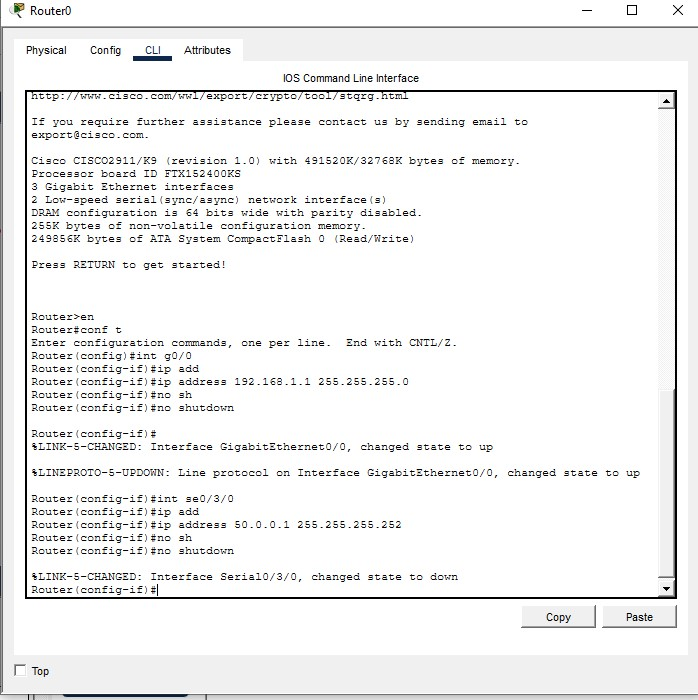 Router0
Physical Config CLI Attributes
IOS Command Line Interface
http://www.cisco.com/wwl/export/crypto/tool/stqrg.html
If you require further assistance please contact us by sending email to
export@cisco.com.
Cisco CISCO2911/K9 (revision 1.0) with 491520K/32768K bytes of memory.
Processor board ID FTX152400KS
3 Gigabit Ethernet interfaces
2 Low-speed serial(sync/async) network interface(s)
DRAM configuration is 64 bits wide with parity disabled.
255K bytes of non-volatile configuration memory.
249856K bytes of ATA System CompactFlash 0 (Read/Write)
Press RETURN to get started!
Router>en
Router#conf t
Enter configuration commands, one per line.  End with CNTL/Z.
Router(config)#int g0/0
Router(config-if)#ip add
Router(config-if)#ip address 192.168.1.1 255.255.255.0
Router(config-if)#no sh
Router(config-if)#no shutdown
Router(config-if)#
%LINK-5-CHANGED: Interface GigabitEthernet0/0, changed state to up
%LINEPROTO-5-UPDOWN: Line protocol on Interface GigabitEthernet0/0, changed state to up
Router(config-if)#int se0/3/0
Router(config-if)#ip add
Router(config-if)#ip address 50.0.0.1 255.255.255.252
Router(config-if)#no sh
Router(config-if)#no shutdown
%LINK-5-CHANGED: Interface Serial0/3/0, changed state to down
Router(config-if)#
Copy Paste
Top